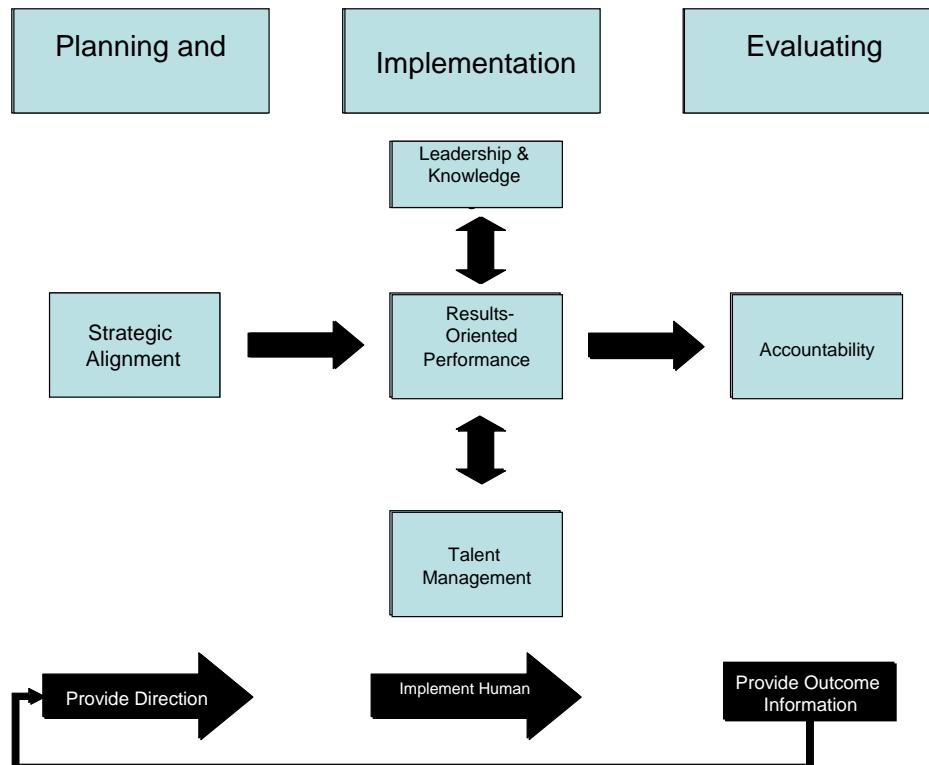 Planning and
Implementation
Evaluating
Leadership &
Knowledge
Strategic
Alignment
Results-
Oriented
Performance
Accountability
Talent
Management
Provide Direction
Implement Human
Provide Outcome
Information